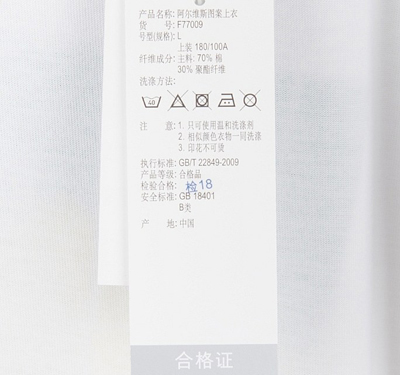 产品名称: 阿尔维斯图案上衣
货 号: F77009
号型(规格): L
上装 180/100A
纤维成分: 主料: 70% 棉
30% 聚酯纤维
洗涤方法:
40
注 意: 1. 只可使用温和洗涤剂
2. 相似颜色衣物一同洗涤
3. 印花不可烫
执行标准: GB/T 22849-2009
产品等级: 合格品
检验合格: 检18
安全标准: GB 18401
B类
产 地: 中国
合格证